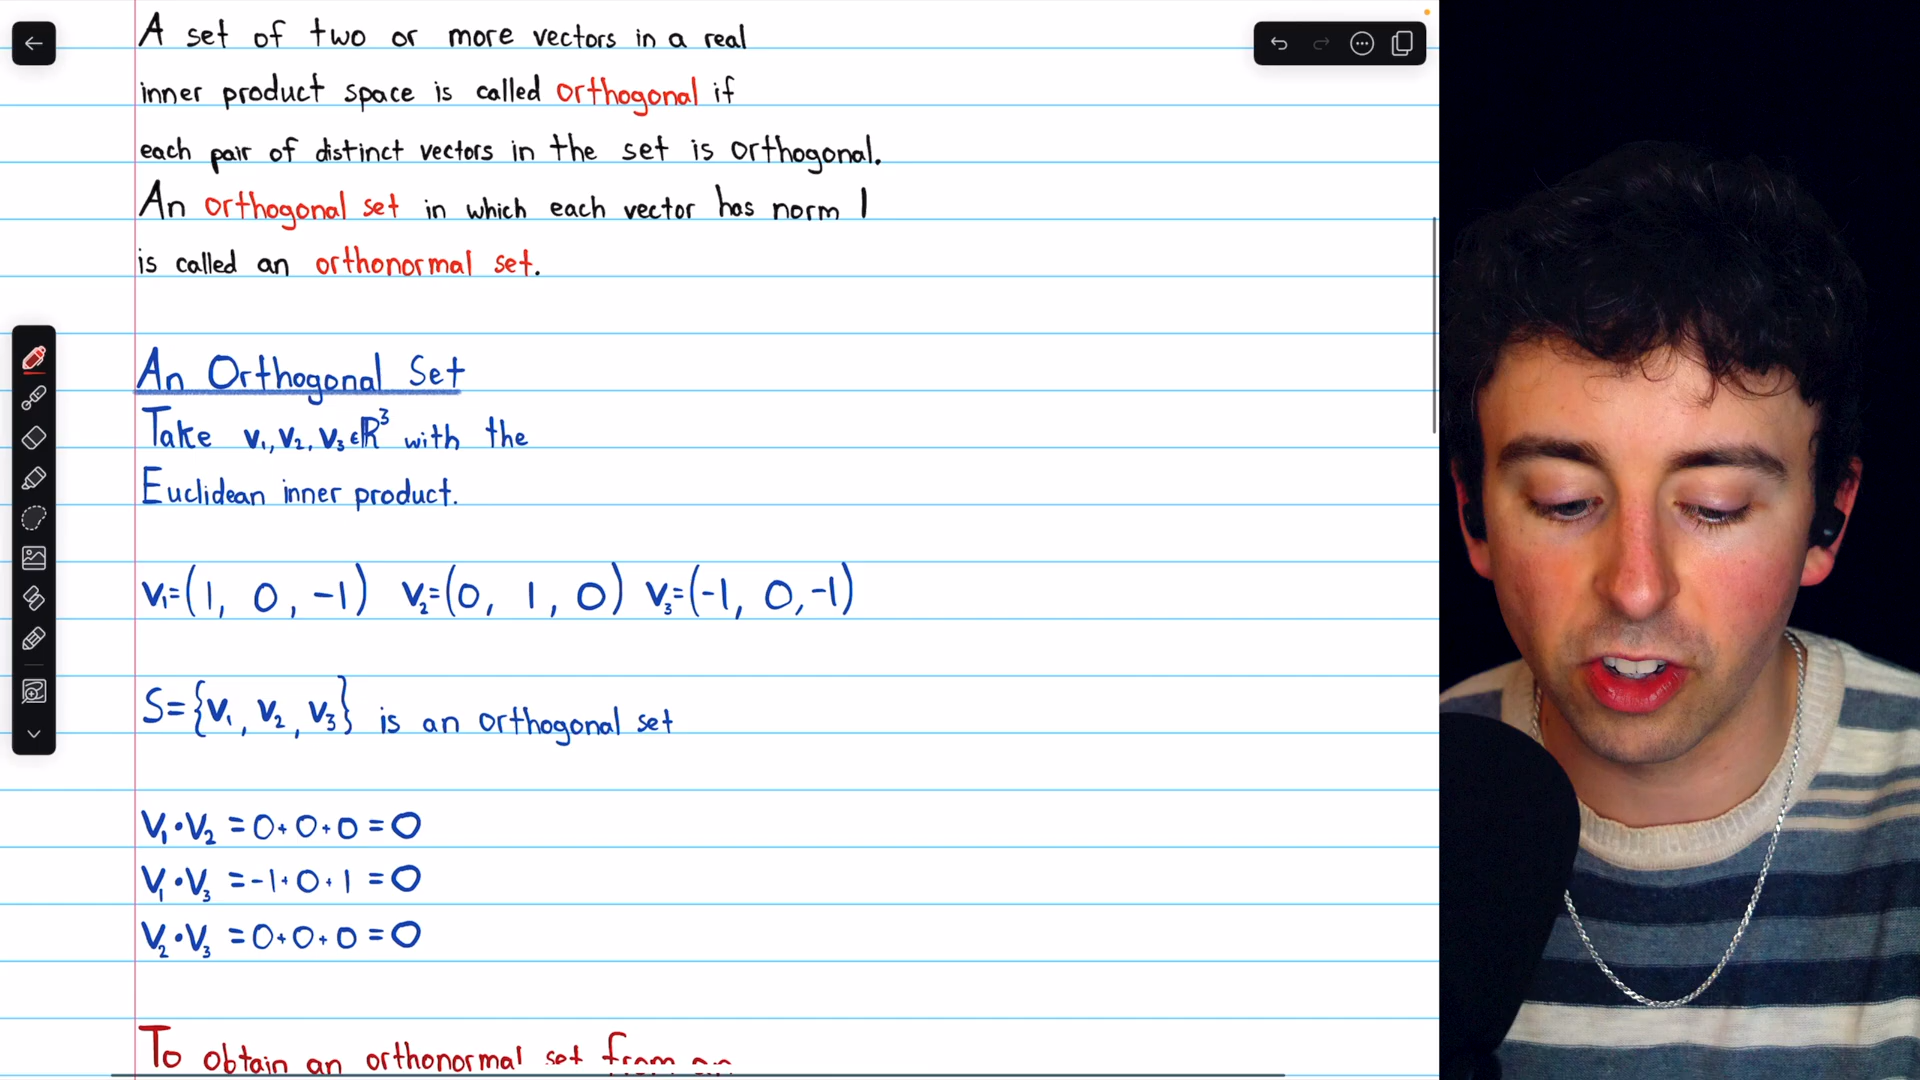 A set of two or more vectors in a real
inner product space is called orthogonal if
each pair of distinct vectors in the set is orthogonal.
An orthogonal set in which each vector has norm 1
is called an orthonormal set.
An Orthogonal Set
Take v₁, v₂, v₃ ∈ ℝ³ with the
Euclidean inner product.
v₁=(1, 0, -1) v₂=(0, 1, 0) v₃=(-1, 0, -1)
S={v₁, v₂, v₃} is an orthogonal set
v₁•v₂ = 0+0+0 = 0
v₁•v₃ = -1+0+1 = 0
v₂•v₃ = 0+0+0 = 0
To obtain an orthonormal set from an